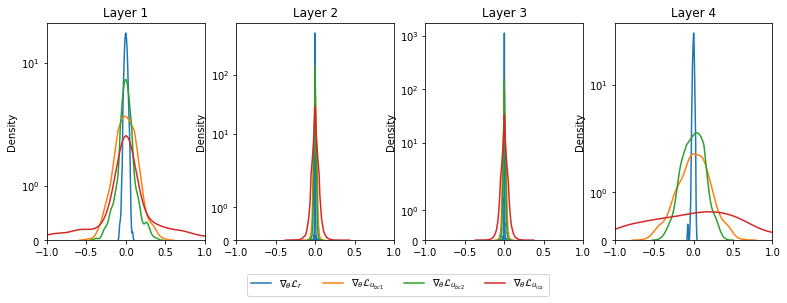 Layer 1 Layer 2 Layer 3 Layer 4
Density Density Density Density
10¹ 10⁰ 0
10² 10¹ 10⁰ 0
10³ 10² 10¹ 10⁰ 0
10¹ 10⁰ 0
−1.0 −0.5 0.0 0.5 1.0 −1.0 −0.5 0.0 0.5 1.0 −1.0 −0.5 0.0 0.5 1.0 −1.0 −0.5 0.0 0.5 1.0
∇θℒr ∇θℒu_bc1 ∇θℒu_bc2 ∇θℒu_ics